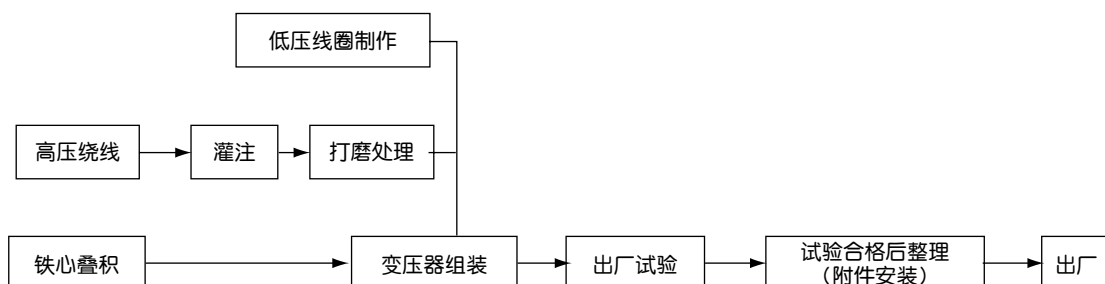 低压线圈制作
高压绕线
灌注
打磨处理
铁心叠积
变压器组装
出厂试验
试验合格后整理
（附件安装）
出厂